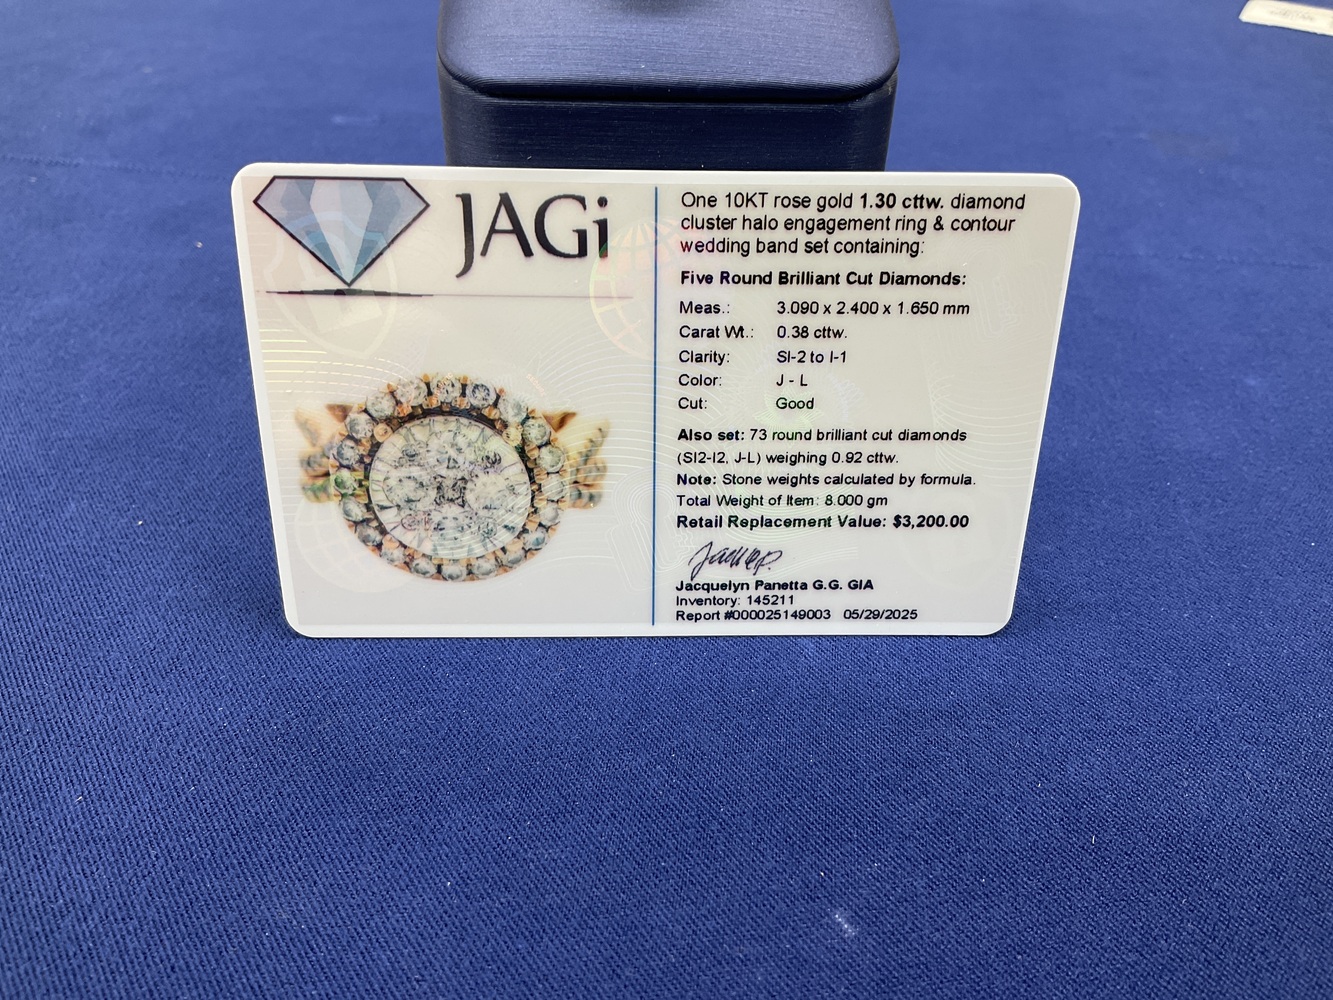 JAGi
One 10KT rose gold 1.30 cttw. diamond
cluster halo engagement ring & contour
wedding band set containing:
Five Round Brilliant Cut Diamonds:
Meas.: 3.090 x 2.400 x 1.650 mm
Carat Wt.: 0.38 cttw.
Clarity: SI-2 to I-1
Color: J - L
Cut: Good
Also set: 73 round brilliant cut diamonds
(SI2-I2, J-L) weighing 0.92 cttw.
Note: Stone weights calculated by formula.
Total Weight of Item: 8.000 gm
Retail Replacement Value: $3,200.00
Jacquelyn Panetta G.G. GIA
Inventory: 145211
Report #000025149003 05/29/2025